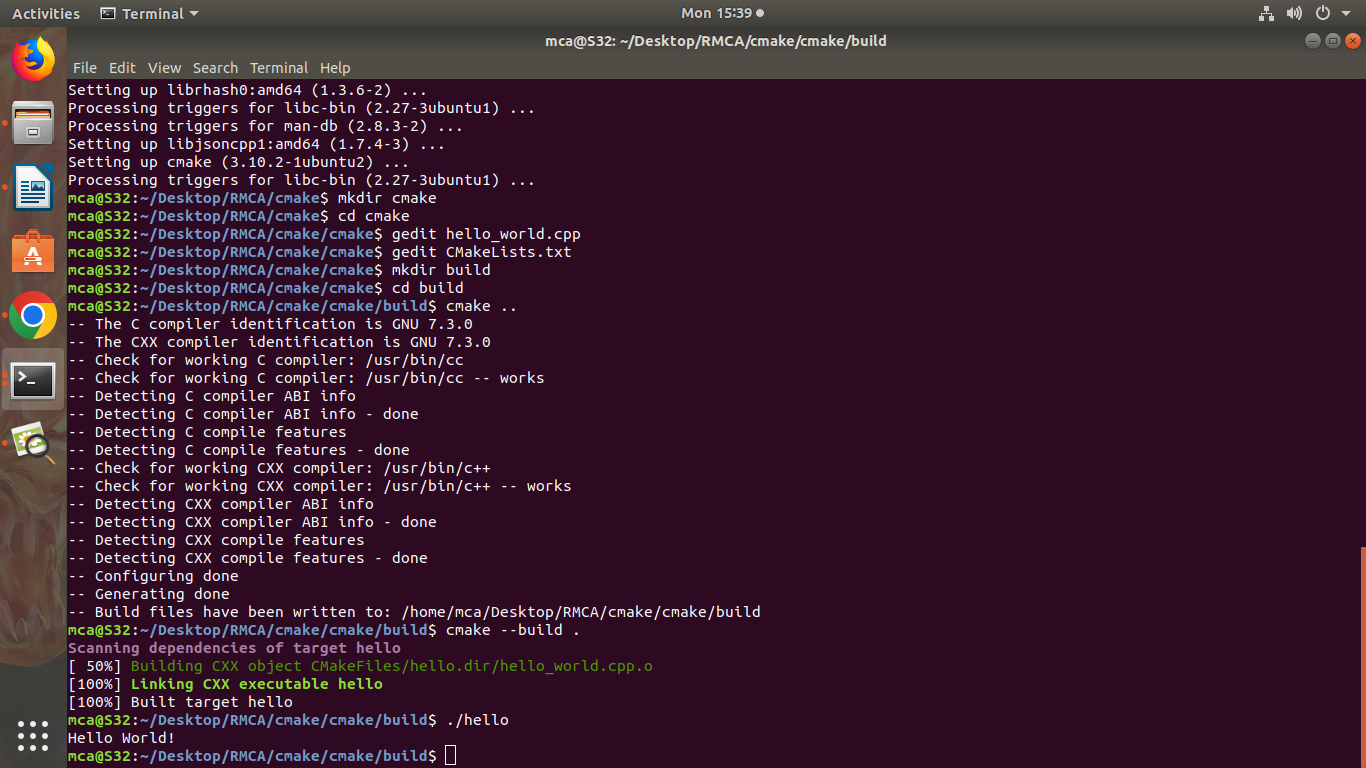 Activities Terminal Mon 15:39
mca@S32: ~/Desktop/RMCA/cmake/cmake/build
File Edit View Search Terminal Help
Setting up librhash0:amd64 (1.3.6-2) ...
Processing triggers for libc-bin (2.27-3ubuntu1) ...
Processing triggers for man-db (2.8.3-2) ...
Setting up libjsoncpp1:amd64 (1.7.4-3) ...
Setting up cmake (3.10.2-1ubuntu2) ...
Processing triggers for libc-bin (2.27-3ubuntu1) ...
mca@S32:~/Desktop/RMCA/cmake$ mkdir cmake
mca@S32:~/Desktop/RMCA/cmake$ cd cmake
mca@S32:~/Desktop/RMCA/cmake/cmake$ gedit hello_world.cpp
mca@S32:~/Desktop/RMCA/cmake/cmake$ gedit CMakeLists.txt
mca@S32:~/Desktop/RMCA/cmake/cmake$ mkdir build
mca@S32:~/Desktop/RMCA/cmake/cmake$ cd build
mca@S32:~/Desktop/RMCA/cmake/cmake/build$ cmake ..
-- The C compiler identification is GNU 7.3.0
-- The CXX compiler identification is GNU 7.3.0
-- Check for working C compiler: /usr/bin/cc
-- Check for working C compiler: /usr/bin/cc -- works
-- Detecting C compiler ABI info
-- Detecting C compiler ABI info - done
-- Detecting C compile features
-- Detecting C compile features - done
-- Check for working CXX compiler: /usr/bin/c++
-- Check for working CXX compiler: /usr/bin/c++ -- works
-- Detecting CXX compiler ABI info
-- Detecting CXX compiler ABI info - done
-- Detecting CXX compile features
-- Detecting CXX compile features - done
-- Configuring done
-- Generating done
-- Build files have been written to: /home/mca/Desktop/RMCA/cmake/cmake/build
mca@S32:~/Desktop/RMCA/cmake/cmake/build$ cmake --build .
Scanning dependencies of target hello
[ 50%] Building CXX object CMakeFiles/hello.dir/hello_world.cpp.o
[100%] Linking CXX executable hello
[100%] Built target hello
mca@S32:~/Desktop/RMCA/cmake/cmake/build$ ./hello
Hello World!
mca@S32:~/Desktop/RMCA/cmake/cmake/build$